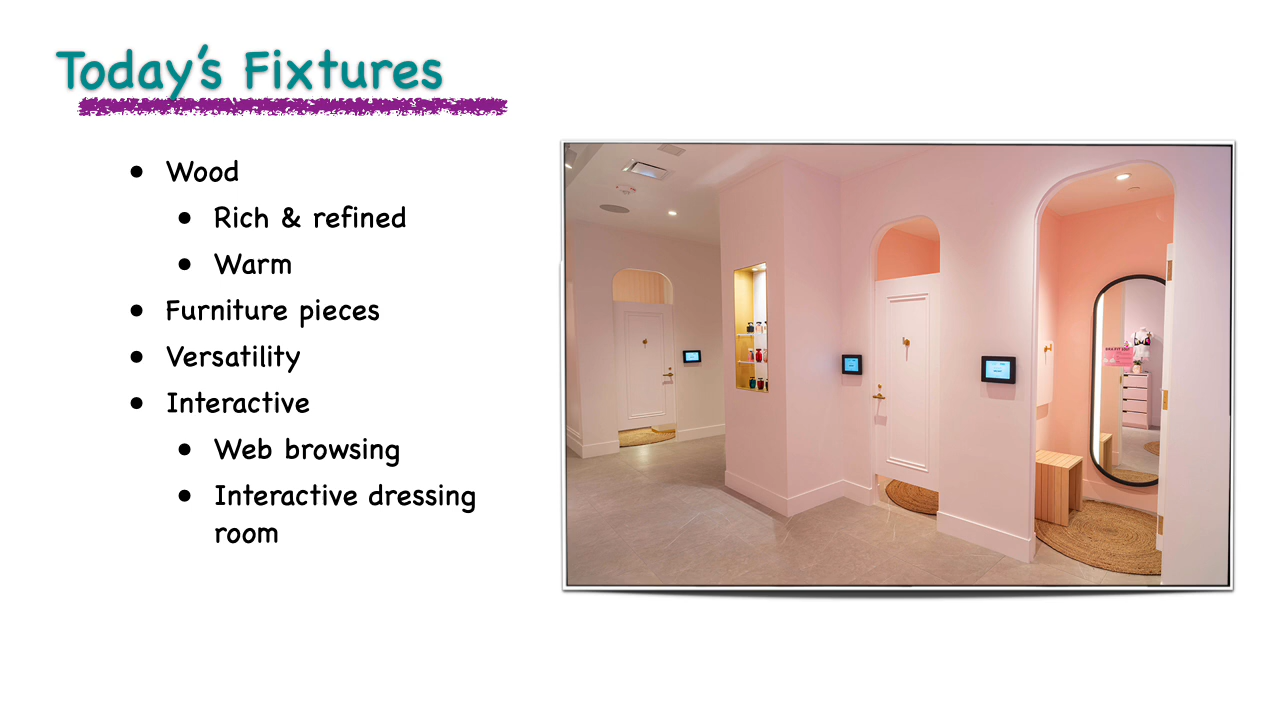 Today's Fixtures
• Wood
• Rich & refined
• Warm
• Furniture pieces
• Versatility
• Interactive
• Web browsing
• Interactive dressing
room